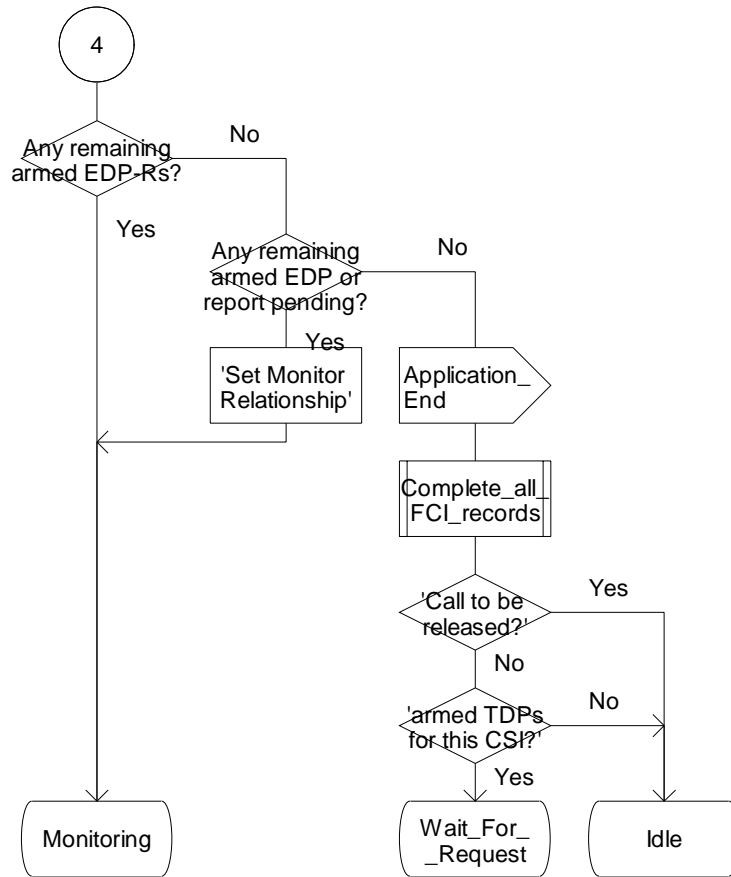 4
Any remaining
armed EDP-Rs?
No
Yes
Any remaining
armed EDP or
report pending?
No
Yes
'Set Monitor
Relationship'
Application_
End
Complete_all_
FCI_records
'Call to be
released?'
Yes
No
'armed TDPs
for this CSI?'
No
Yes
Monitoring
Wait_For_
_Request
Idle